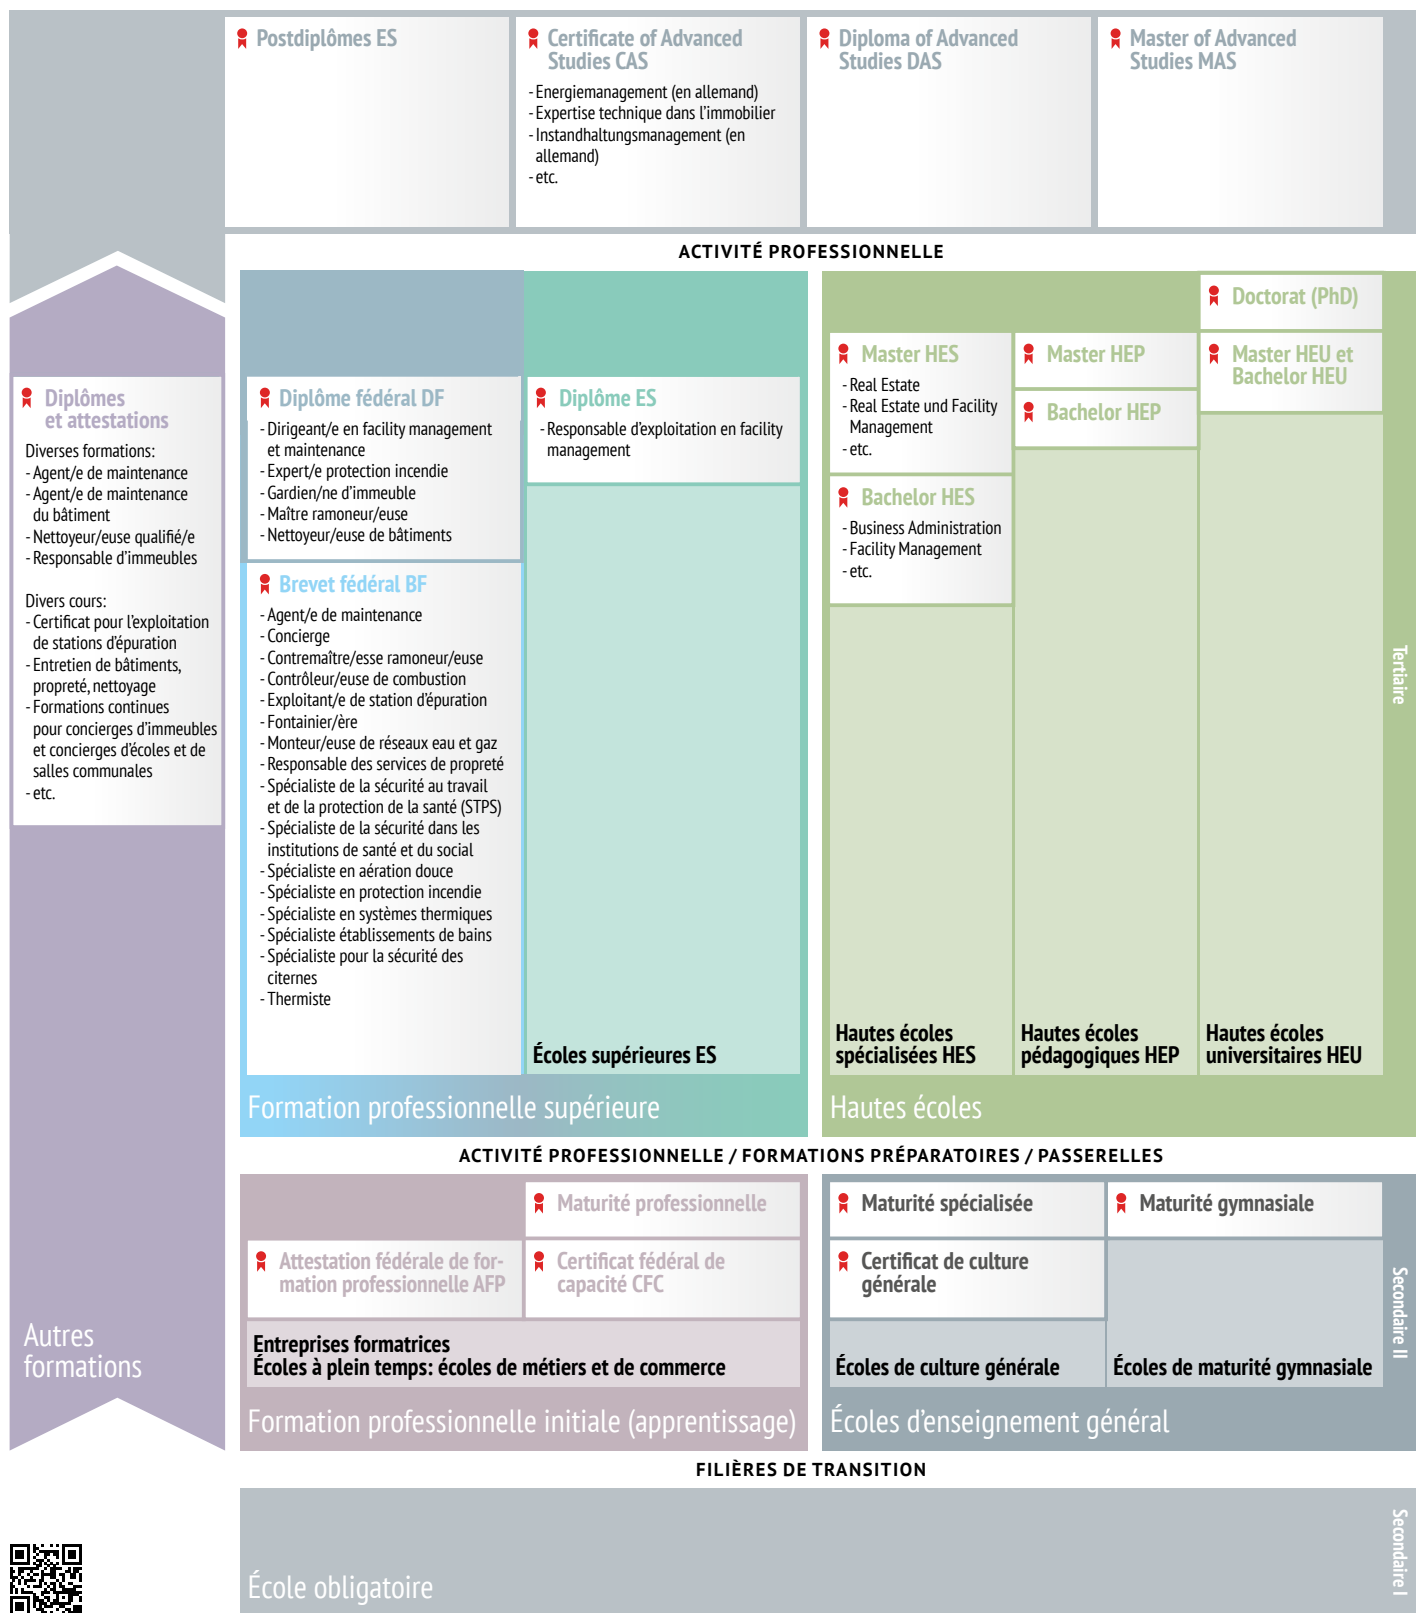 Postdiplômes ES
Certificate of Advanced
Studies CAS
- Energiemanagement (en allemand)
- Expertise technique dans l'immobilier
- Instandhaltungsmanagement (en
allemand)
- etc.
Diploma of Advanced
Studies DAS
Master of Advanced
Studies MAS
ACTIVITÉ PROFESSIONNELLE
Diplômes
et attestations
Diverses formations:
- Agent/e de maintenance
- Agent/e de maintenance
du bâtiment
- Nettoyeur/euse qualifié/e
- Responsable d'immeubles
Divers cours:
- Certificat pour l'exploitation
de stations d'épuration
- Entretien de bâtiments,
propreté, nettoyage
- Formations continues
pour concierges d'immeubles
et concierges d'écoles et de
salles communales
- etc.
Autres
formations
Diplôme fédéral DF
- Dirigeant/e en facility management
et maintenance
- Expert/e protection incendie
- Gardien/ne d'immeuble
- Maître ramoneur/euse
- Nettoyeur/euse de bâtiments
Brevet fédéral BF
- Agent/e de maintenance
- Concierge
- Contremaître/esse ramoneur/euse
- Contrôleur/euse de combustion
- Exploitant/e de station d'épuration
- Fontainier/ère
- Monteur/euse de réseaux eau et gaz
- Responsable des services de propreté
- Spécialiste de la sécurité au travail
et de la protection de la santé (STPS)
- Spécialiste de la sécurité dans les
institutions de santé et du social
- Spécialiste en aération douce
- Spécialiste en protection incendie
- Spécialiste en systèmes thermiques
- Spécialiste établissements de bains
- Spécialiste pour la sécurité des
citernes
- Thermiste
Diplôme ES
- Responsable d'exploitation en facility
management
Écoles supérieures ES
Formation professionnelle supérieure
Master HES
- Real Estate
- Real Estate und Facility
Management
- etc.
Bachelor HES
- Business Administration
- Facility Management
- etc.
Hautes écoles
spécialisées HES
Master HEP
Bachelor HEP
Hautes écoles
pédagogiques HEP
Doctorat (PhD)
Master HEU et
Bachelor HEU
Hautes écoles
universitaires HEU
Hautes écoles
Tertiaire
ACTIVITÉ PROFESSIONNELLE / FORMATIONS PRÉPARATOIRES / PASSERELLES
Attestation fédérale de for-
mation professionnelle AFP
Maturité professionnelle
Certificat fédéral de
capacité CFC
Entreprises formatrices
Écoles à plein temps: écoles de métiers et de commerce
Formation professionnelle initiale (apprentissage)
Maturité spécialisée
Certificat de culture
générale
Écoles de culture générale
Maturité gymnasiale
Écoles de maturité gymnasiale
Écoles d'enseignement général
Secondaire II
FILIÈRES DE TRANSITION
École obligatoire
Secondaire I